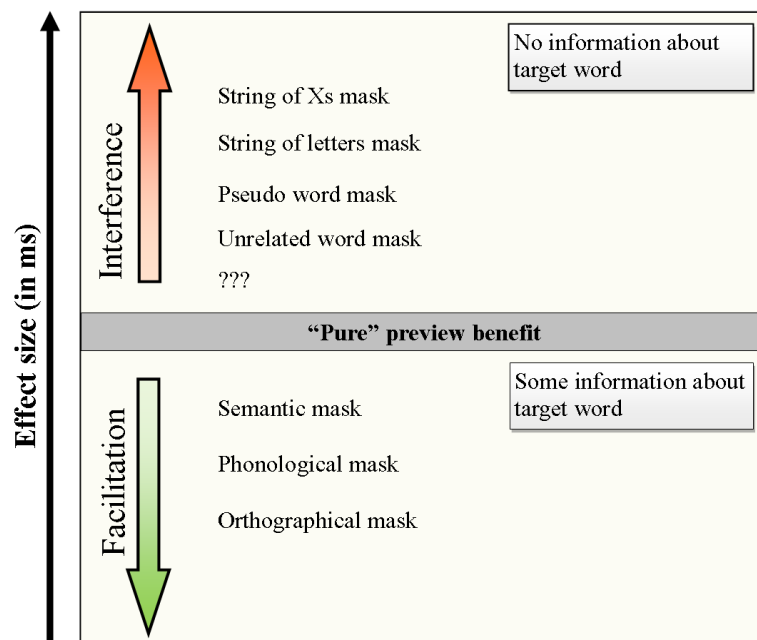 Effect size (in ms)
Interference
No information about
target word
String of Xs mask
String of letters mask
Pseudo word mask
Unrelated word mask
???
“Pure” preview benefit
Facilitation
Some information about
target word
Semantic mask
Phonological mask
Orthographical mask